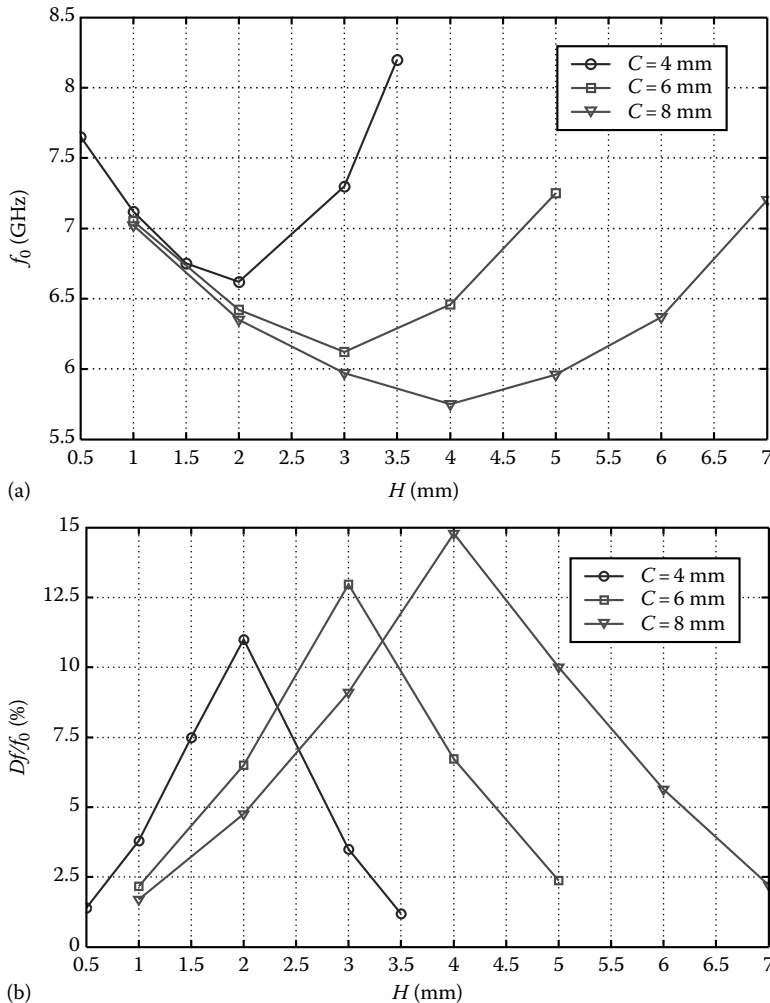 8.5
8
7.5
7
6.5
6
5.5
f0 (GHz)
C = 4 mm
C = 6 mm
C = 8 mm
0.5 1 1.5 2 2.5 3 3.5 4 4.5 5 5.5 6 6.5 7
(a)
H (mm)
15
12.5
10
7.5
5
2.5
0
Df/f0 (%)
C = 4 mm
C = 6 mm
C = 8 mm
0.5 1 1.5 2 2.5 3 3.5 4 4.5 5 5.5 6 6.5 7
(b)
H (mm)